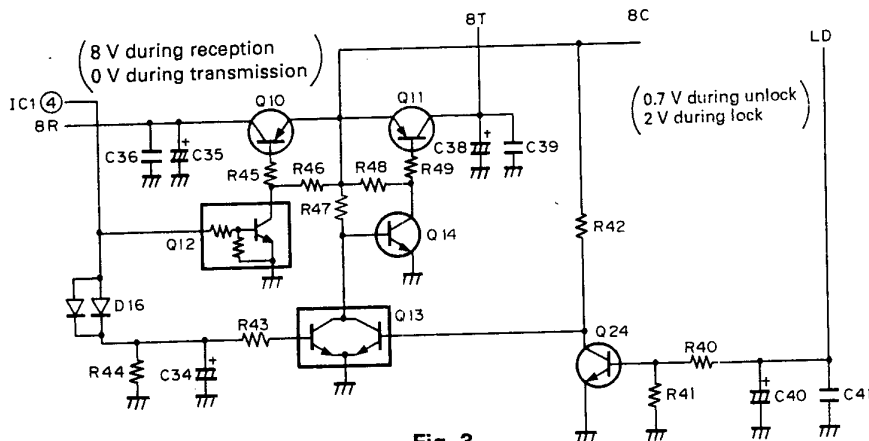 8T
8C
LD
8 V during reception
0 V during transmission
Q10
Q11
0.7 V during unlock
2 V during lock
IC1 ④
8R
C36
C35
C38
C39
R45
R46
R48
R49
R47
R42
Q12
Q14
D16
R43
Q13
Q24
R40
R44
C34
R41
C40
C41
Fig. 3